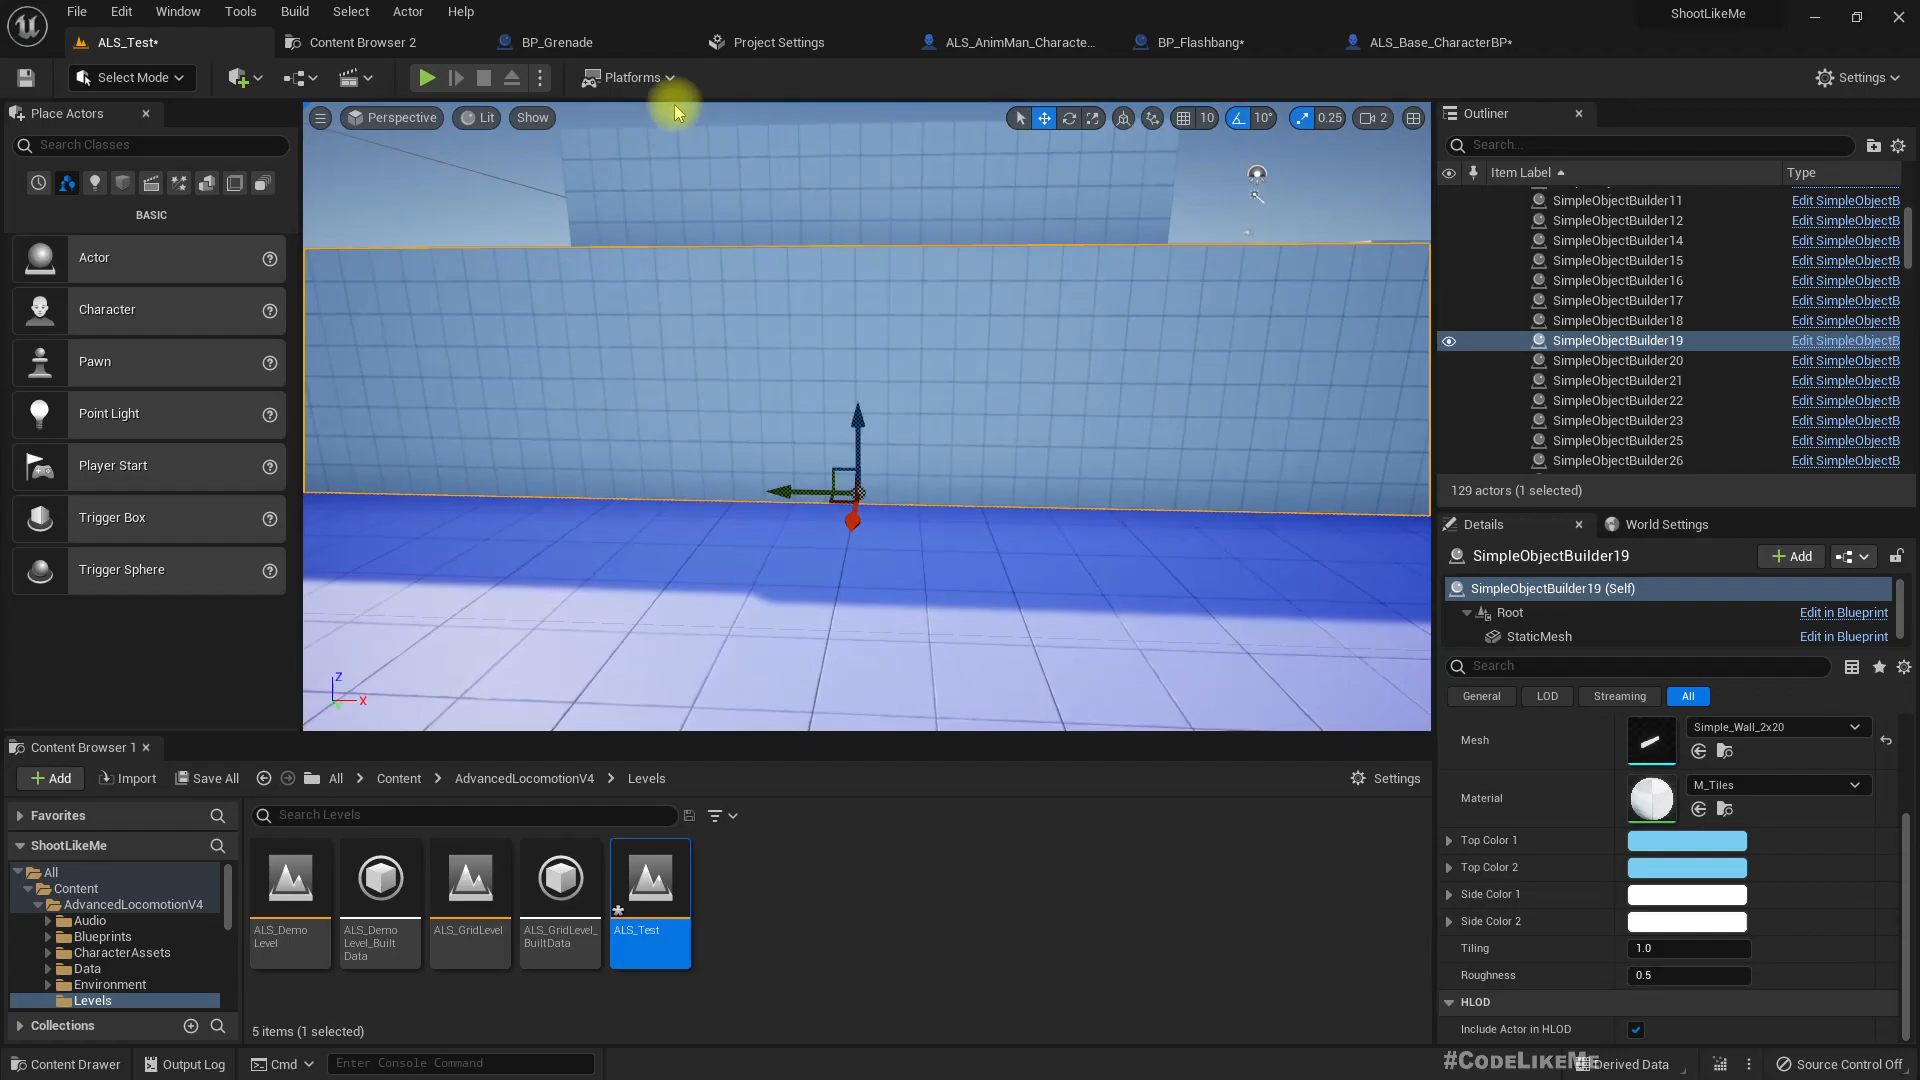 File Edit Window Tools Build Select Actor Help
ShootLikeMe
ALS_Test*
Content Browser 2
BP_Grenade
Project Settings
ALS_AnimMan_Characte...
BP_Flashbang*
ALS_Base_CharacterBP*
Select Mode
Platforms
Settings
Place Actors
Search Classes
BASIC
Actor
Character
Pawn
Point Light
Player Start
Trigger Box
Trigger Sphere
Perspective Lit Show
10 10° 0.25 2
Z
X
Outliner
Search...
Item Label Type
SimpleObjectBuilder11 Edit SimpleObjectB
SimpleObjectBuilder12 Edit SimpleObjectB
SimpleObjectBuilder14 Edit SimpleObjectB
SimpleObjectBuilder15 Edit SimpleObjectB
SimpleObjectBuilder16 Edit SimpleObjectB
SimpleObjectBuilder17 Edit SimpleObjectB
SimpleObjectBuilder18 Edit SimpleObjectB
SimpleObjectBuilder19 Edit SimpleObjectB
SimpleObjectBuilder20 Edit SimpleObjectB
SimpleObjectBuilder21 Edit SimpleObjectB
SimpleObjectBuilder22 Edit SimpleObjectB
SimpleObjectBuilder23 Edit SimpleObjectB
SimpleObjectBuilder25 Edit SimpleObjectB
SimpleObjectBuilder26 Edit SimpleObjectB
129 actors (1 selected)
Details
World Settings
SimpleObjectBuilder19
Add
SimpleObjectBuilder19 (Self)
Root Edit in Blueprint
StaticMesh Edit in Blueprint
Search
General LOD Streaming All
Mesh Simple_Wall_2x20
Material M_Tiles
Top Color 1
Top Color 2
Side Color 1
Side Color 2
Tiling 1.0
Roughness 0.5
HLOD
Include Actor in HLOD
Content Browser 1
Add Import Save All All Content AdvancedLocomotionV4 Levels Settings
Favorites
ShootLikeMe
All
Content
AdvancedLocomotionV4
Audio
Blueprints
CharacterAssets
Data
Environment
Levels
Collections
Search Levels
ALS_Demo
Level
ALS_Demo
Level_Built
Data
ALS_GridLevel
ALS_GridLevel_
BuiltData
ALS_Test
5 items (1 selected)
Content Drawer Output Log Cmd Enter Console Command
#CODELIKEME
Derived Data Source Control Off